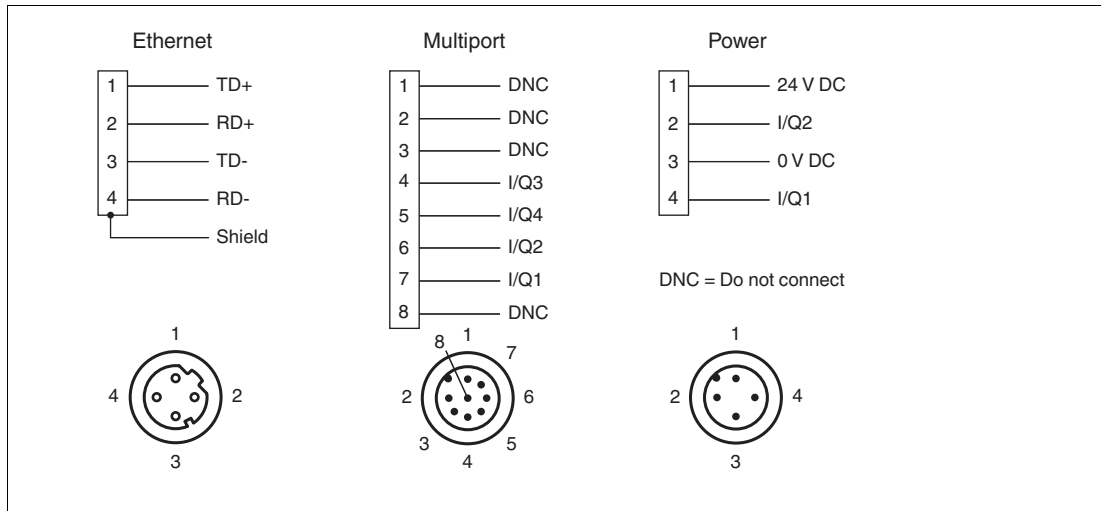 Ethernet
1 TD+
2 RD+
3 TD-
4 RD-
Shield
1
4 2
3
Multiport
1 DNC
2 DNC
3 DNC
4 I/Q3
5 I/Q4
6 I/Q2
7 I/Q1
8 DNC
8 1 7
2 6
3 5
4
Power
1 24 V DC
2 I/Q2
3 0 V DC
4 I/Q1
DNC = Do not connect
1
2 4
3